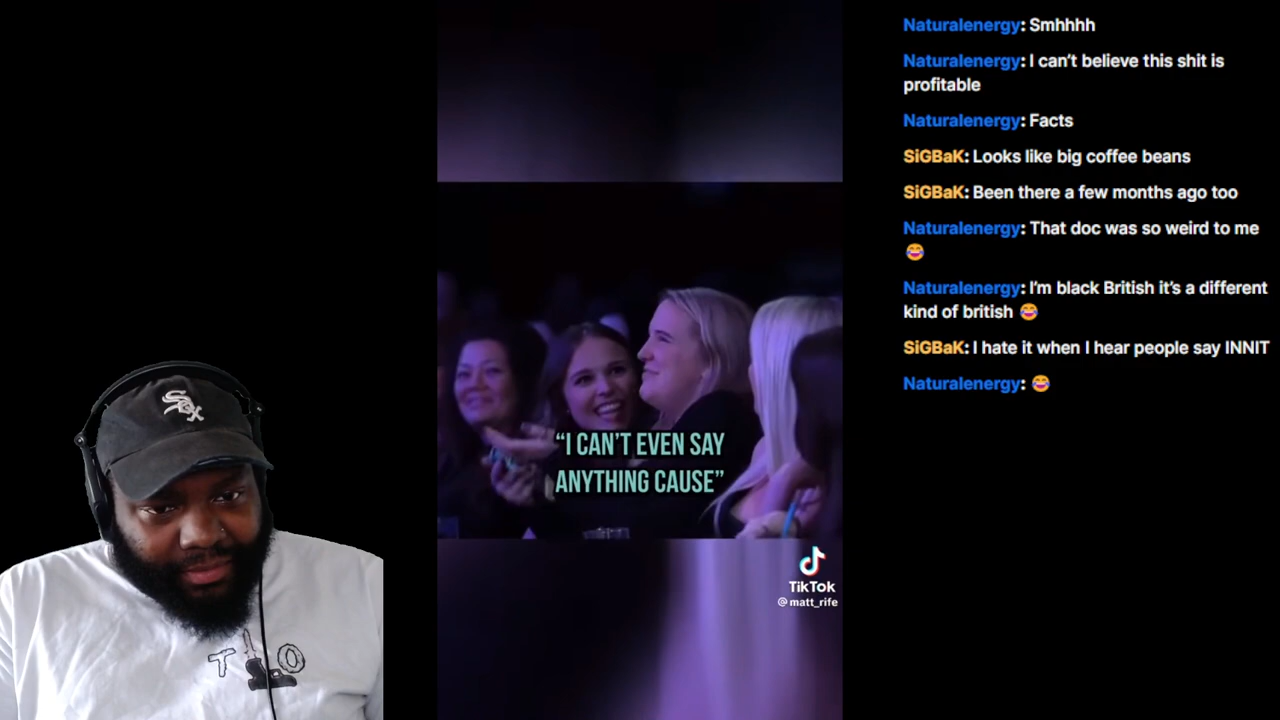 Sox
TLO
"I CAN'T EVEN SAY
ANYTHING CAUSE"
TikTok
@matt_rife
Naturalenergy: Smhhhh
Naturalenergy: I can't believe this shit is
profitable
Naturalenergy: Facts
SiGBaK: Looks like big coffee beans
SiGBaK: Been there a few months ago too
Naturalenergy: That doc was so weird to me
😂
Naturalenergy: I'm black British it's a different
kind of british 😂
SiGBaK: I hate it when I hear people say INNIT
Naturalenergy: 😂